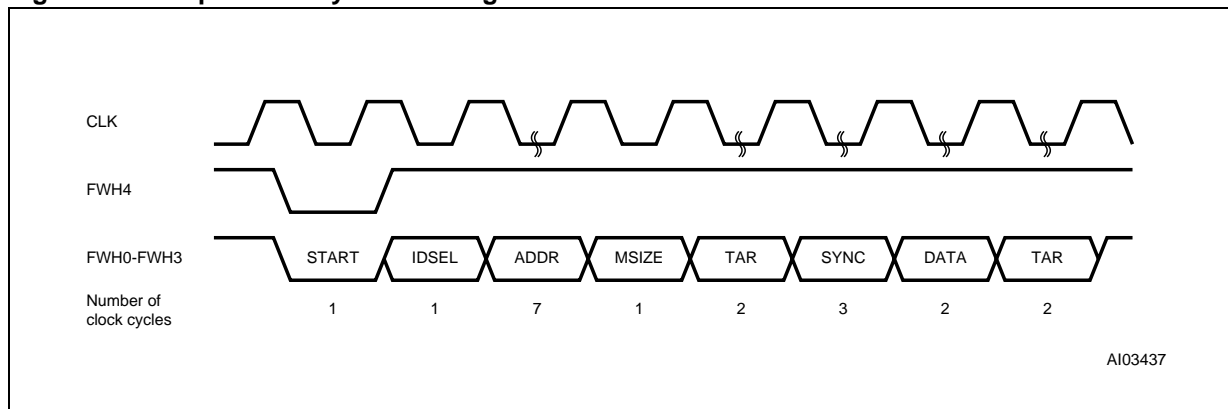 CLK
FWH4
FWH0-FWH3 START IDSEL ADDR MSIZE TAR SYNC DATA TAR
Number of
clock cycles 1 1 7 1 2 3 2 2
AI03437